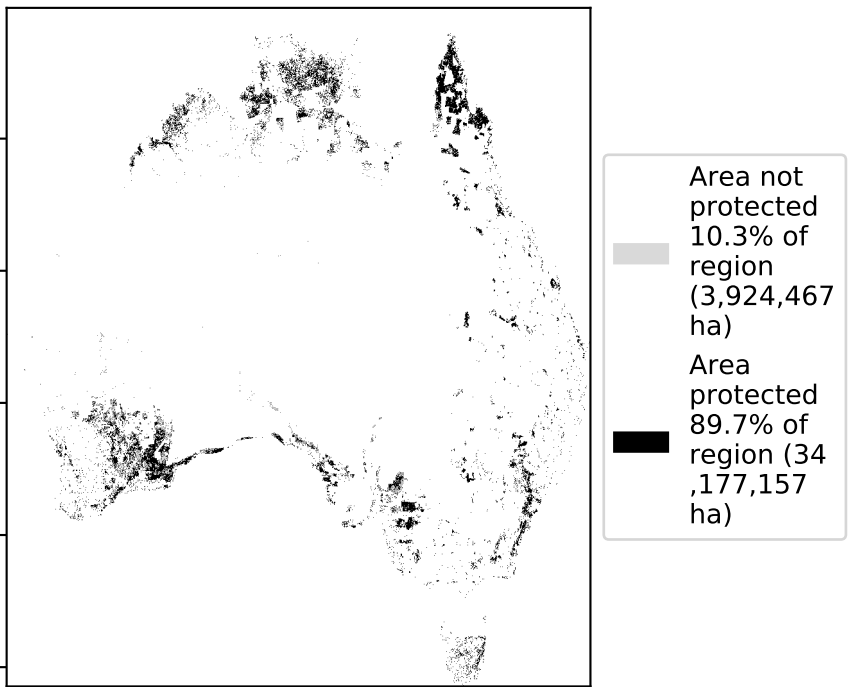 Area not
protected
10.3% of
region
(3,924,467
ha)
Area
protected
89.7% of
region (34
,177,157
ha)